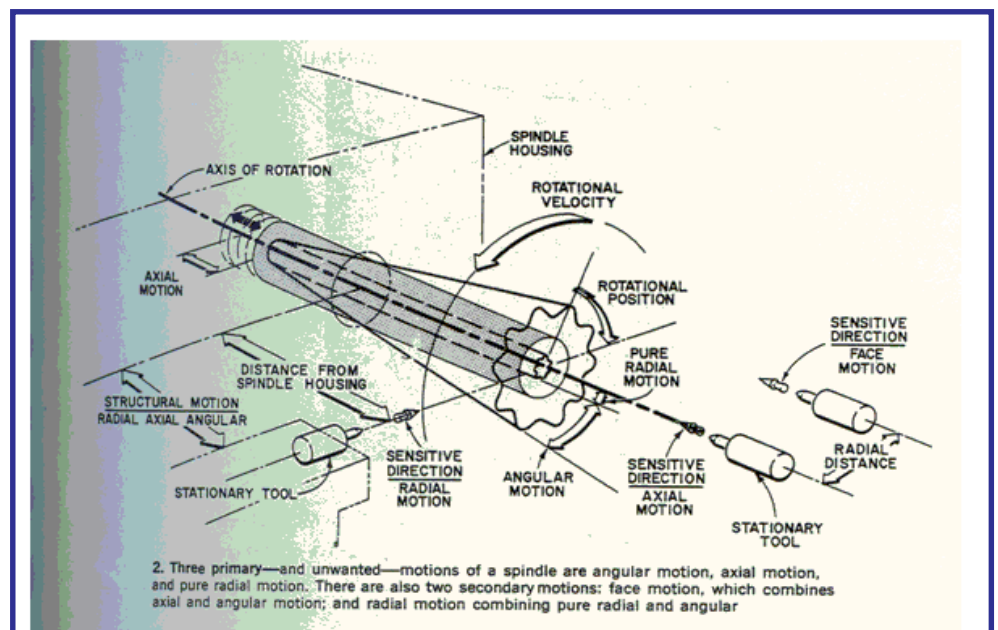 SPINDLE
HOUSING
AXIS OF ROTATION
ROTATIONAL
VELOCITY
AXIAL
MOTION
ROTATIONAL
POSITION
SENSITIVE
DIRECTION
FACE
MOTION
DISTANCE FROM
SPINDLE HOUSING
PURE
RADIAL
MOTION
STRUCTURAL MOTION
RADIAL AXIAL ANGULAR
SENSITIVE
DIRECTION
RADIAL
MOTION
ANGULAR
MOTION
SENSITIVE
DIRECTION
AXIAL
MOTION
RADIAL
DISTANCE
STATIONARY TOOL
STATIONARY
TOOL
2. Three primary—and unwanted—motions of a spindle are angular motion, axial motion,
and pure radial motion. There are also two secondary motions: face motion, which combines
axial and angular motion; and radial motion combining pure radial and angular